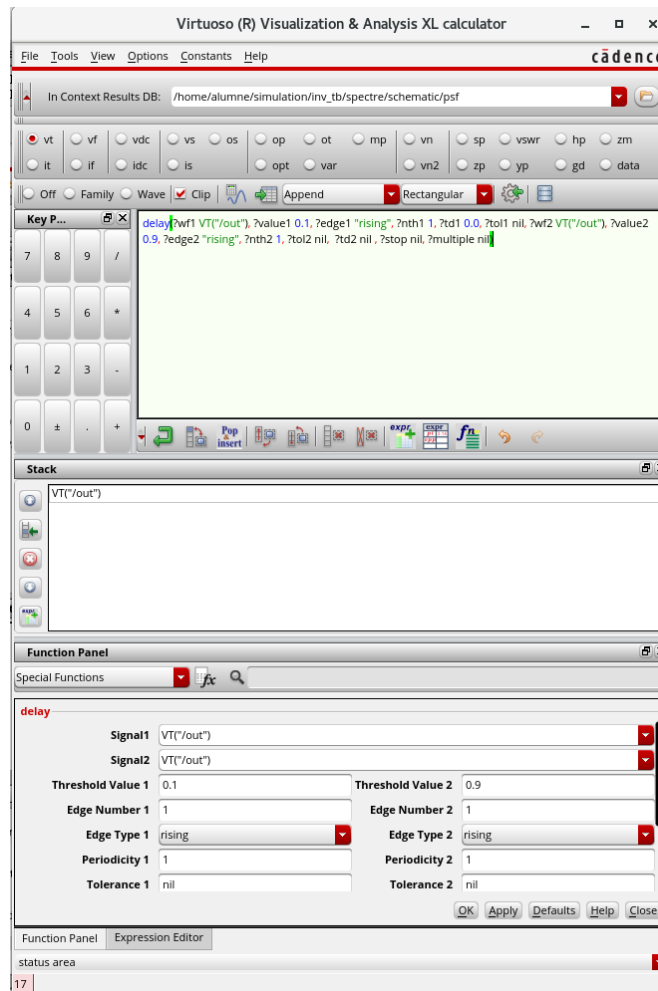 Virtuoso (R) Visualization & Analysis XL calculator
File Tools View Options Constants Help
cādence
In Context Results DB: /home/alumne/simulation/inv_tb/spectre/schematic/psf
vt vf vdc vs os op ot mp vn sp vswr hp zm
it if idc is opt var vn2 zp yp gd data
Off Family Wave Clip Append Rectangular
Key P...
7 8 9 /
4 5 6 *
1 2 3 -
0 ± . +
delay(?wf1 VT("/out"), ?value1 0.1, ?edge1 "rising", ?nth1 1, ?td1 0.0, ?tol1 nil, ?wf2 VT("/out"), ?value2
0.9, ?edge2 "rising", ?nth2 1, ?tol2 nil, ?td2 nil , ?stop nil, ?multiple nil)
Pop insert expr expr fn
Stack
VT("/out")
expr
Function Panel
Special Functions fx
delay
Signal1 VT("/out")
Signal2 VT("/out")
Threshold Value 1 0.1 Threshold Value 2 0.9
Edge Number 1 1 Edge Number 2 1
Edge Type 1 rising Edge Type 2 rising
Periodicity 1 1 Periodicity 2 1
Tolerance 1 nil Tolerance 2 nil
OK Apply Defaults Help Close
Function Panel Expression Editor
status area
17